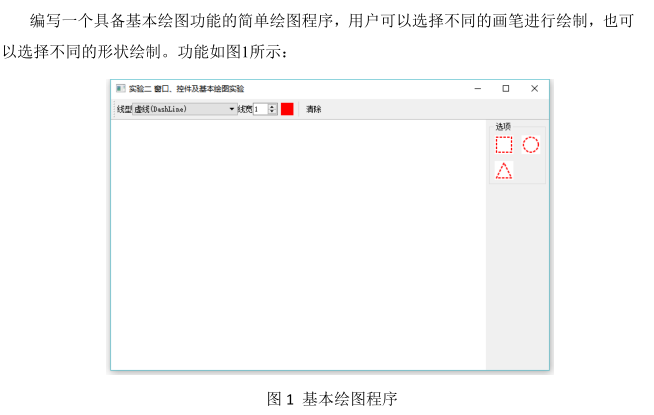 编写一个具备基本绘图功能的简单绘图程序，用户可以选择不同的画笔进行绘制，也可
以选择不同的形状绘制。功能如图1所示：
实验二 窗口、控件及基本绘图实验
线型 虚线(DashLine) 线宽 1 清除
选项
图 1 基本绘图程序